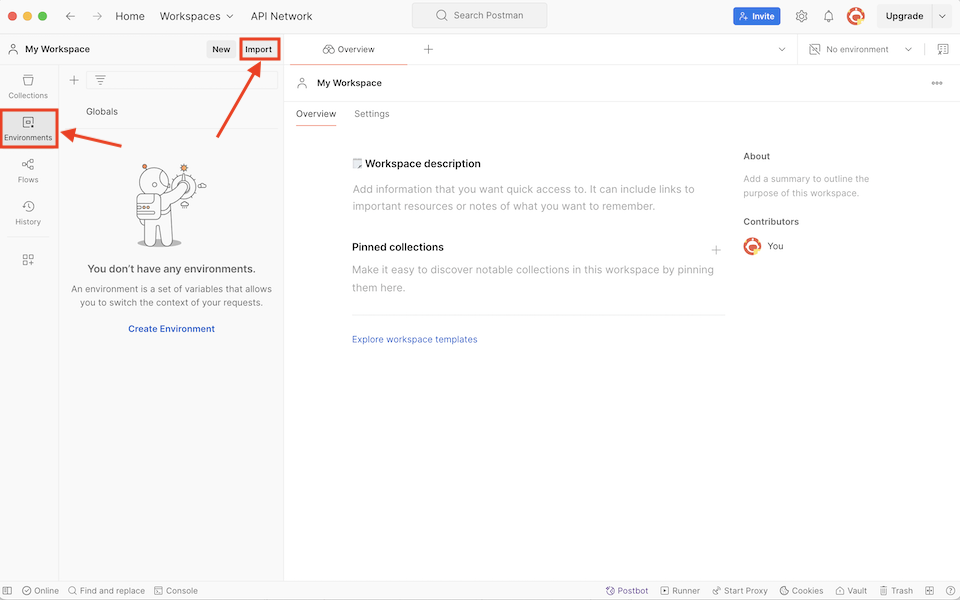 Home
Workspaces
API Network
Search Postman
Invite
Upgrade
My Workspace
New
Import
Overview
No environment
Collections
Environments
Flows
History
Globals
You don't have any environments.
An environment is a set of variables that allows
you to switch the context of your requests.
Create Environment
My Workspace
Overview
Settings
Workspace description
Add information that you want quick access to. It can include links to
important resources or notes of what you want to remember.
Pinned collections
Make it easy to discover notable collections in this workspace by pinning
them here.
Explore workspace templates
About
Add a summary to outline the
purpose of this workspace.
Contributors
You
Online
Find and replace
Console
Postbot
Runner
Start Proxy
Cookies
Vault
Trash